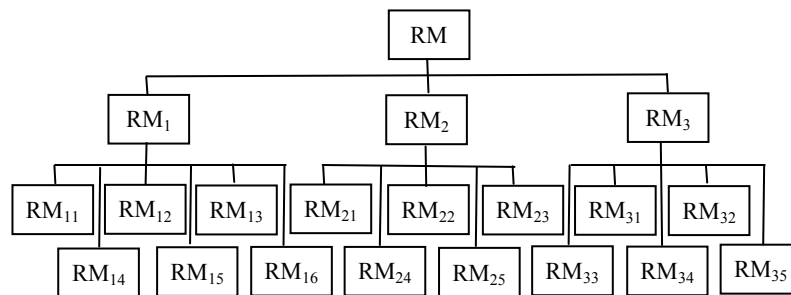 RM
RM₁ RM₂ RM₃
RM₁₁ RM₁₂ RM₁₃ RM₂₁ RM₂₂ RM₂₃ RM₃₁ RM₃₂
RM₁₄ RM₁₅ RM₁₆ RM₂₄ RM₂₅ RM₃₃ RM₃₄ RM₃₅